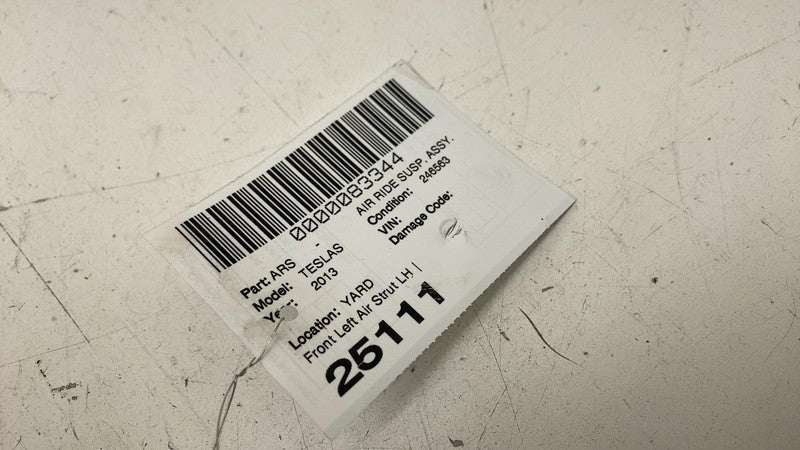 0000083344
Part: ARS - AIR RIDE SUSP. ASSY.
Model: TESLAS Condition: 246563
Year: 2013 VIN:
Damage Code:
Location: YARD
Front Left Air Strut LH |
25111